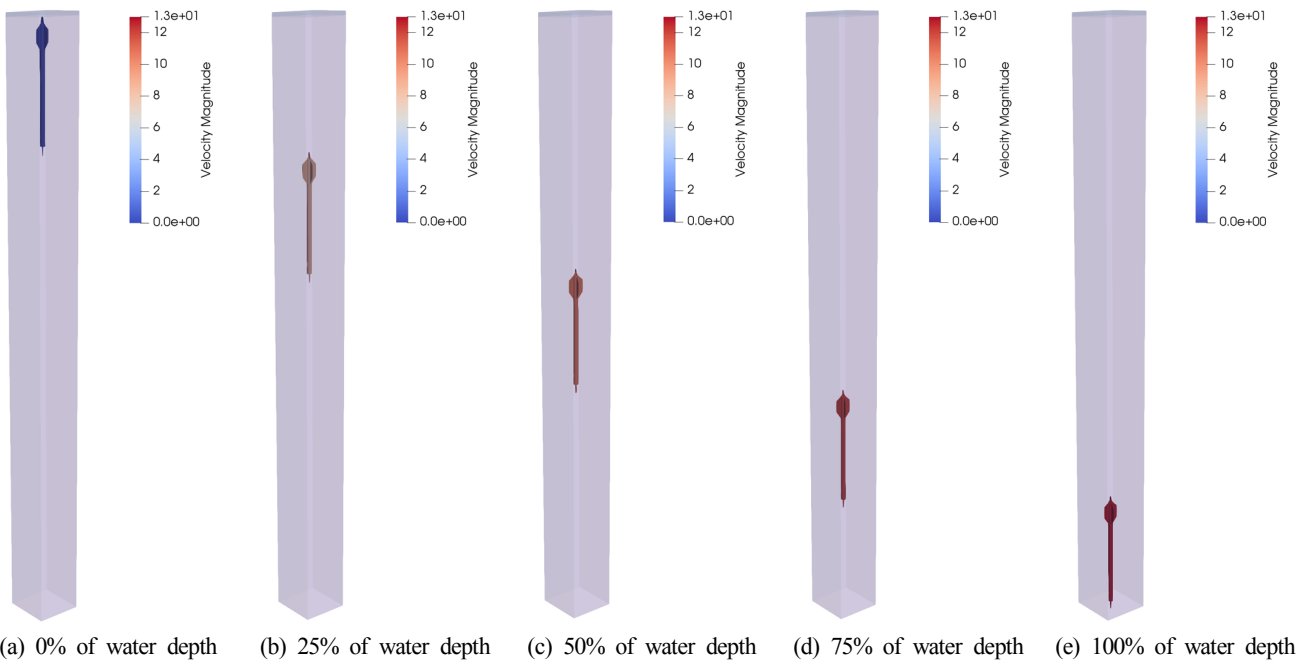 1.3e+01
12
10
8
6
4
2
0.0e+00
Velocity Magnitude
1.3e+01
12
10
8
6
4
2
0.0e+00
Velocity Magnitude
1.3e+01
12
10
8
6
4
2
0.0e+00
Velocity Magnitude
1.3e+01
12
10
8
6
4
2
0.0e+00
Velocity Magnitude
1.3e+01
12
10
8
6
4
2
0.0e+00
Velocity Magnitude
(a) 0% of water depth
(b) 25% of water depth
(c) 50% of water depth
(d) 75% of water depth
(e) 100% of water depth